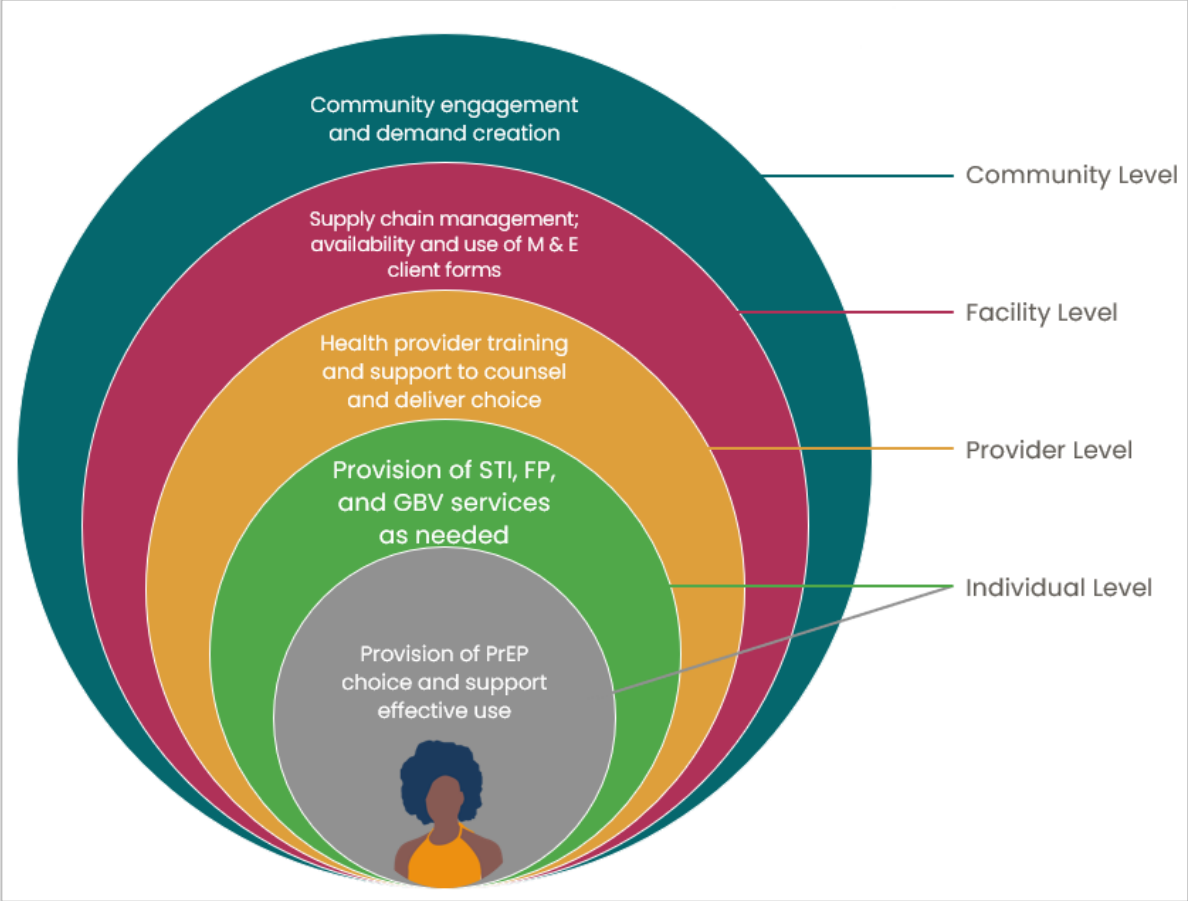 Community engagement
and demand creation
Community Level
Supply chain management;
availability and use of M & E
client forms
Facility Level
Health provider training
and support to counsel
and deliver choice
Provider Level
Provision of STI, FP,
and GBV services
as needed
Individual Level
Provision of PrEP
choice and support
effective use